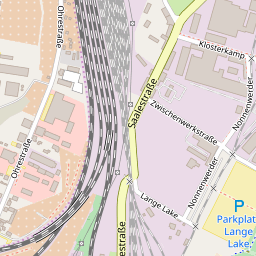 Ohrestraße
Klosterkamp
Saalestraße
Zwischenwerkstraße
Nonnenwerder
Ohrestraße
Nonnenwerder
Lange Lake
P
Parkplatz
Lange
Lake,
estraße